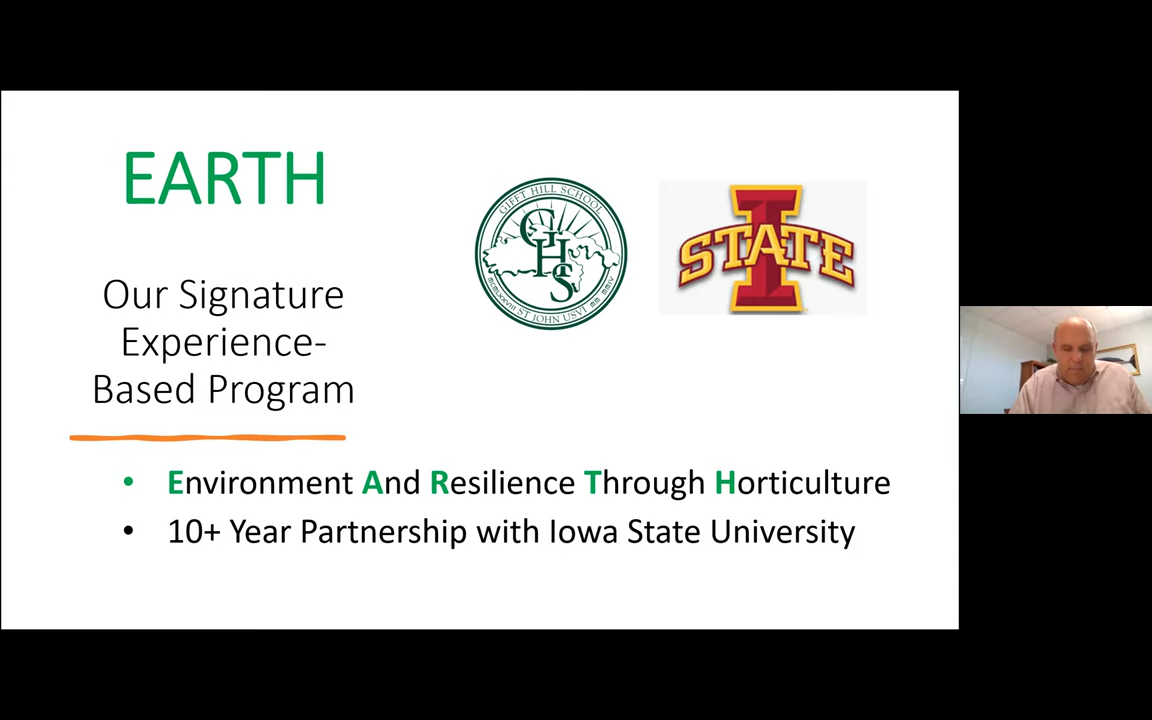 EARTH
Our Signature
Experience-
Based Program
GIFFT HILL SCHOOL
GHS
ST JOHN USVI
STATE
Environment And Resilience Through Horticulture
10+ Year Partnership with Iowa State University